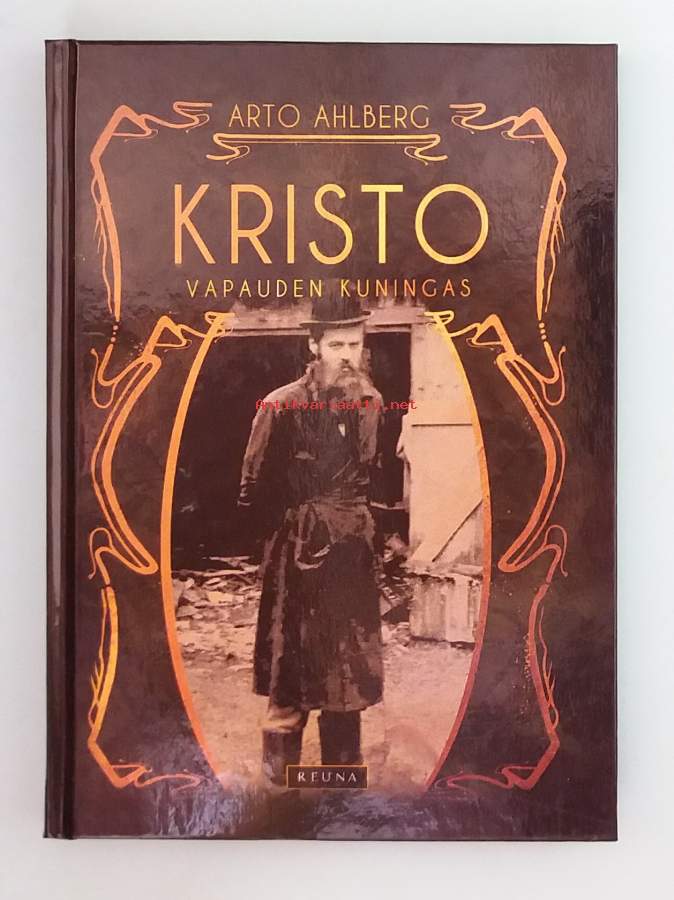 ARTO AHLBERG
KRISTO
VAPAUDEN KUNINGAS
Antikvariaatti.net
REUNA